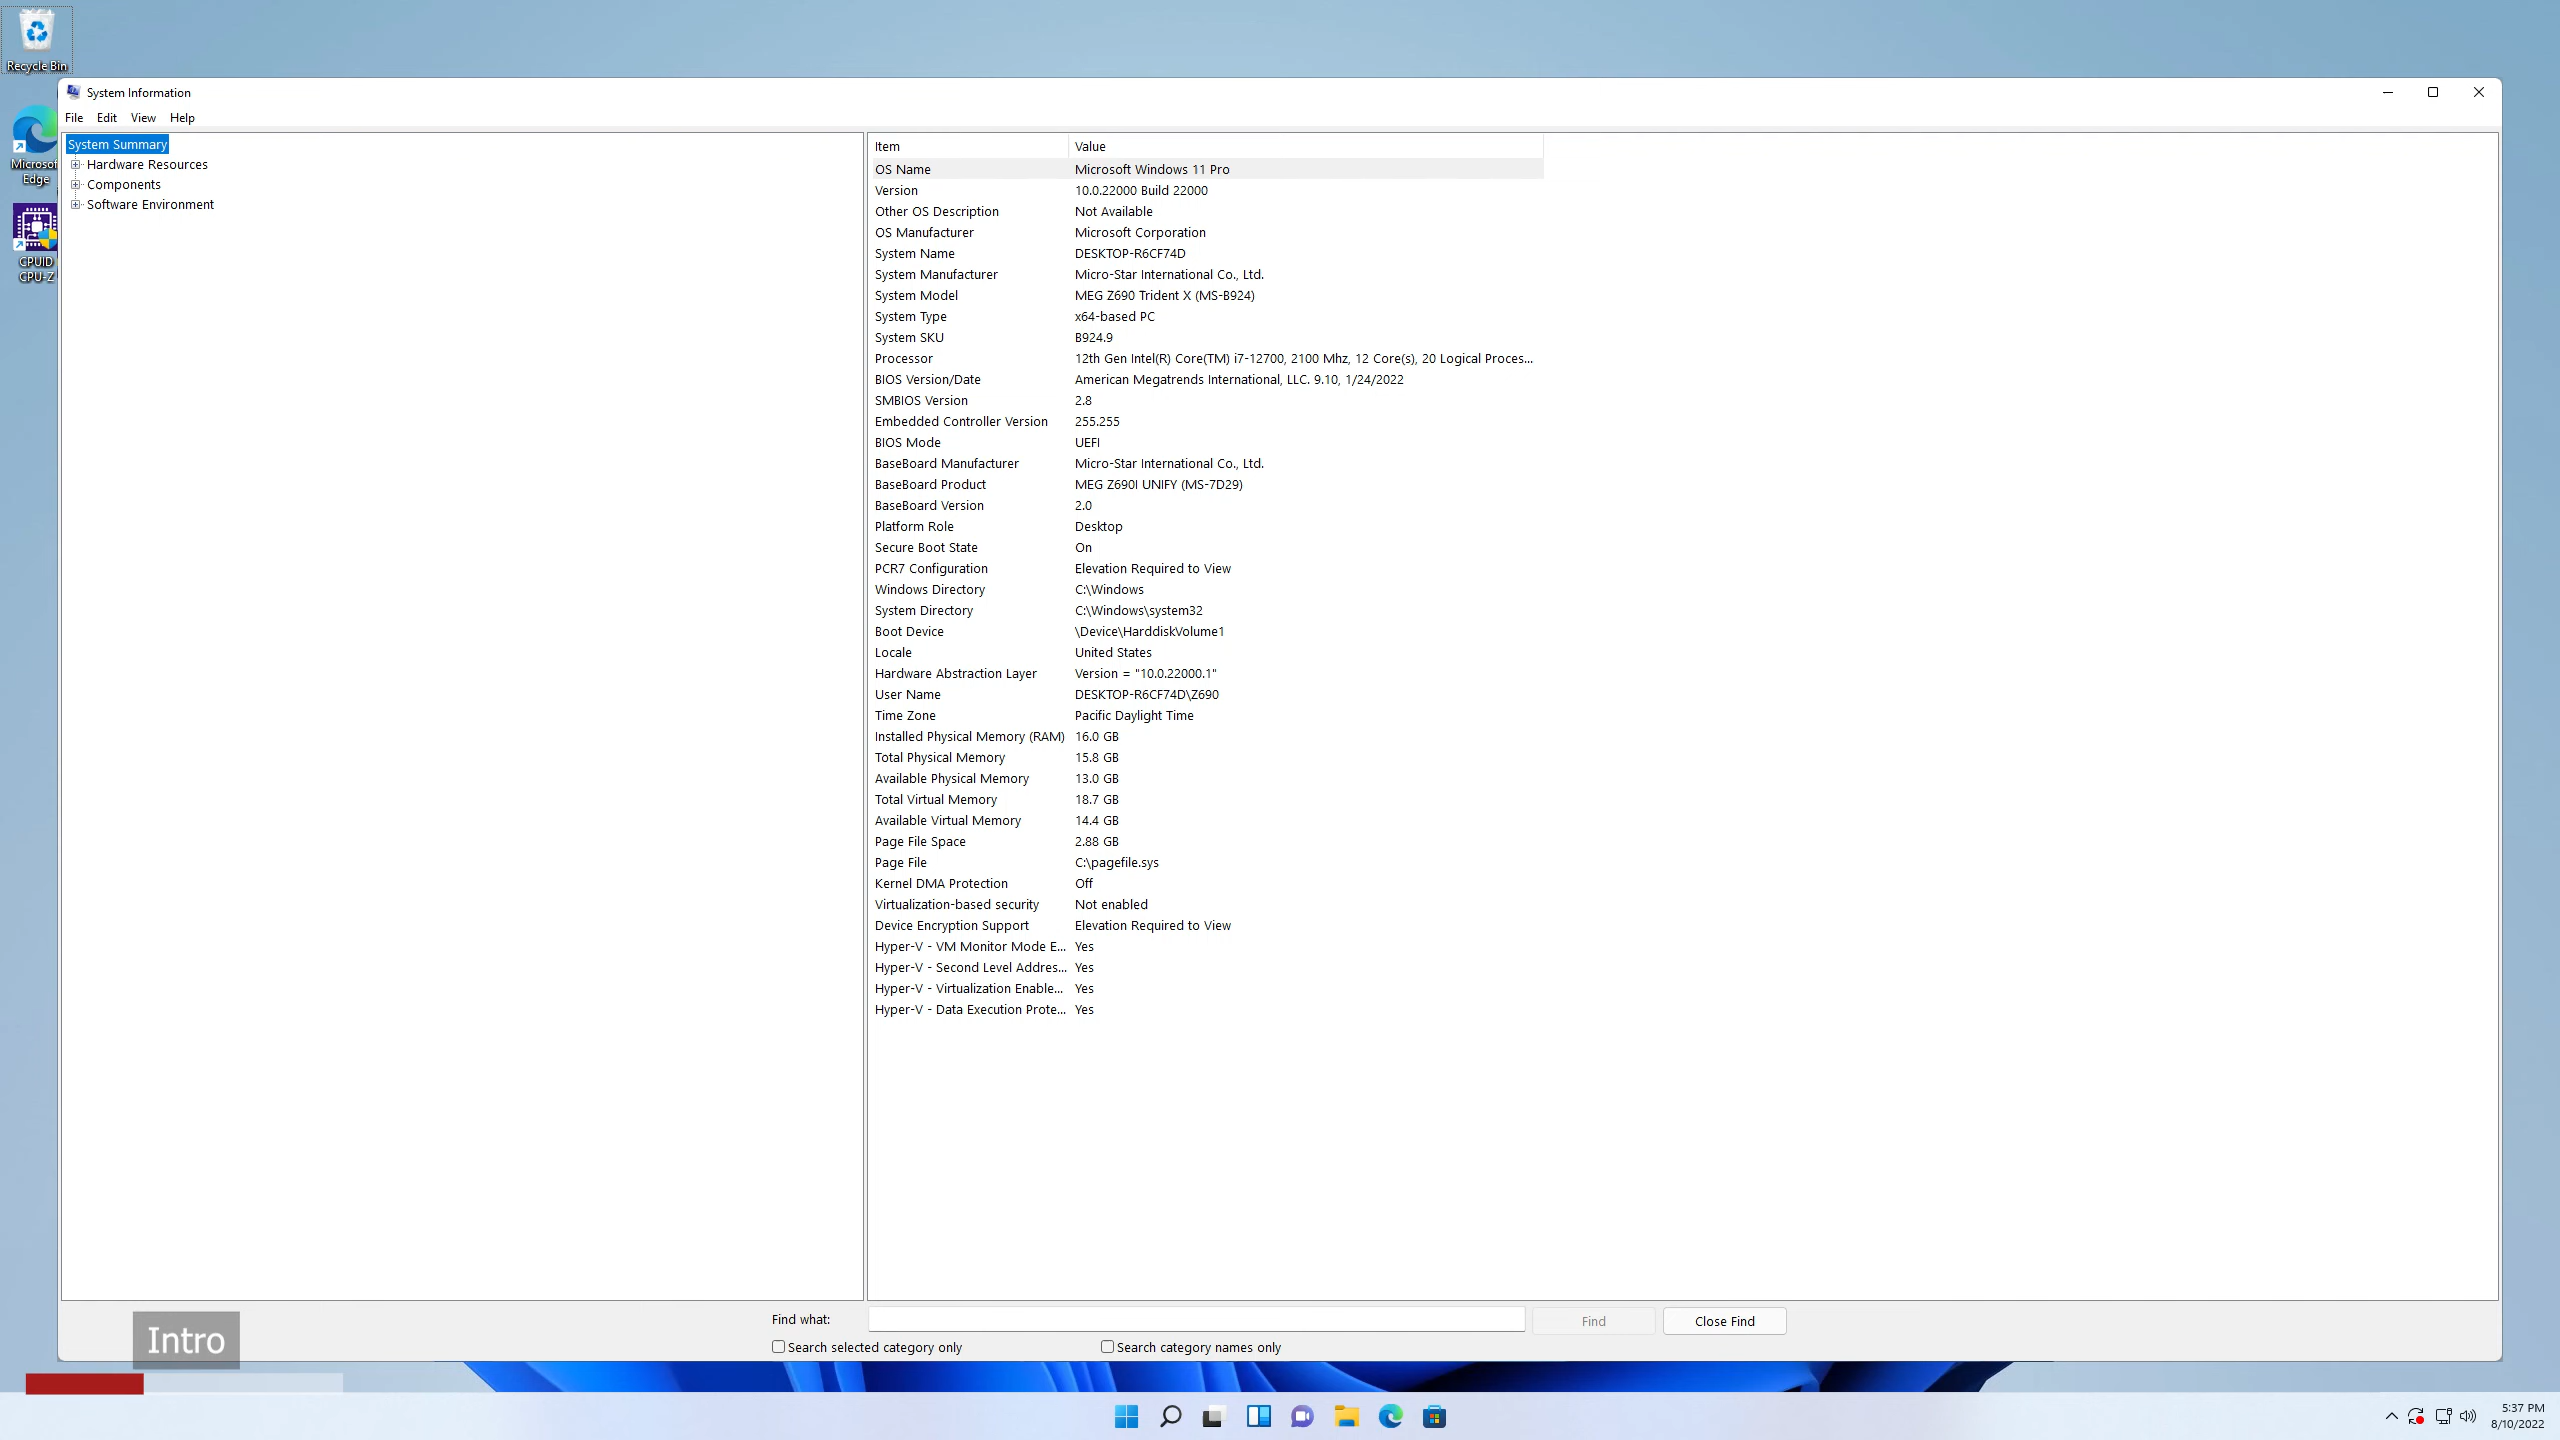 Recycle Bin
Microsof
Edge
CPUID
CPU-Z
System Information
File Edit View Help
System Summary
Hardware Resources
Components
Software Environment
Item Value
OS Name Microsoft Windows 11 Pro
Version 10.0.22000 Build 22000
Other OS Description Not Available
OS Manufacturer Microsoft Corporation
System Name DESKTOP-R6CF74D
System Manufacturer Micro-Star International Co., Ltd.
System Model MEG Z690 Trident X (MS-B924)
System Type x64-based PC
System SKU B924.9
Processor 12th Gen Intel(R) Core(TM) i7-12700, 2100 Mhz, 12 Core(s), 20 Logical Proces...
BIOS Version/Date American Megatrends International, LLC. 9.10, 1/24/2022
SMBIOS Version 2.8
Embedded Controller Version 255.255
BIOS Mode UEFI
BaseBoard Manufacturer Micro-Star International Co., Ltd.
BaseBoard Product MEG Z690I UNIFY (MS-7D29)
BaseBoard Version 2.0
Platform Role Desktop
Secure Boot State On
PCR7 Configuration Elevation Required to View
Windows Directory C:\Windows
System Directory C:\Windows\system32
Boot Device \Device\HarddiskVolume1
Locale United States
Hardware Abstraction Layer Version = "10.0.22000.1"
User Name DESKTOP-R6CF74D\Z690
Time Zone Pacific Daylight Time
Installed Physical Memory (RAM) 16.0 GB
Total Physical Memory 15.8 GB
Available Physical Memory 13.0 GB
Total Virtual Memory 18.7 GB
Available Virtual Memory 14.4 GB
Page File Space 2.88 GB
Page File C:\pagefile.sys
Kernel DMA Protection Off
Virtualization-based security Not enabled
Device Encryption Support Elevation Required to View
Hyper-V - VM Monitor Mode E... Yes
Hyper-V - Second Level Addres... Yes
Hyper-V - Virtualization Enable... Yes
Hyper-V - Data Execution Prote... Yes
Find what: Find Close Find
Search selected category only Search category names only
Intro
5:37 PM
8/10/2022